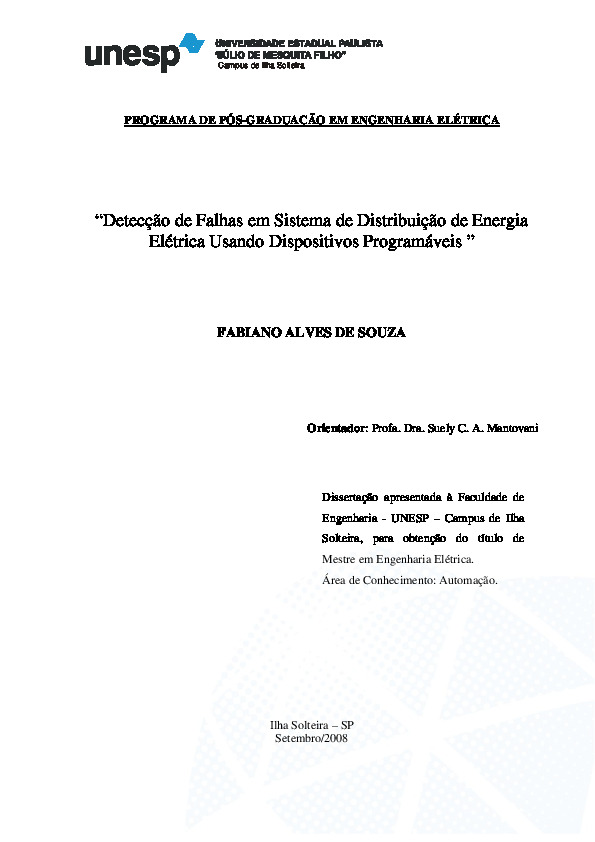 unesp
UNIVERSIDADE ESTADUAL PAULISTA
“JÚLIO DE MESQUITA FILHO”
Campus de Ilha Solteira
PROGRAMA DE PÓS-GRADUAÇÃO EM ENGENHARIA ELÉTRICA
“Detecção de Falhas em Sistema de Distribuição de Energia
Elétrica Usando Dispositivos Programáveis ”
FABIANO ALVES DE SOUZA
Orientador: Profa. Dra. Suely C. A. Mantovani
Dissertação apresentada à Faculdade de
Engenharia - UNESP – Campus de Ilha
Solteira, para obtenção do título de
Mestre em Engenharia Elétrica.
Área de Conhecimento: Automação.
Ilha Solteira – SP
Setembro/2008